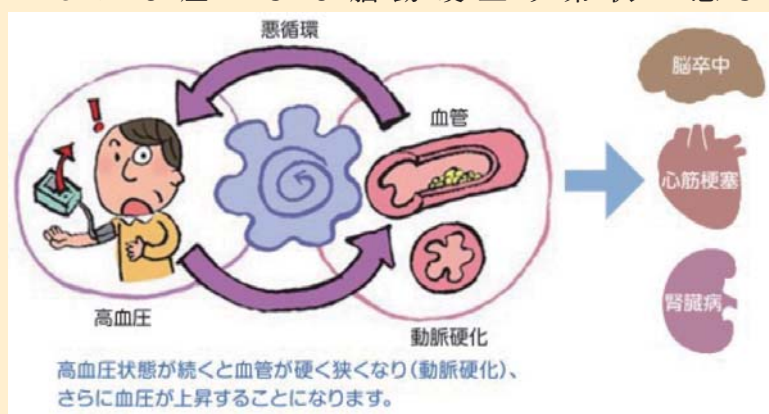 悪循環
血管
高血圧
動脈硬化
脳卒中
心筋梗塞
腎臓病
高血圧状態が続くと血管が硬く狭くなり(動脈硬化)、
さらに血圧が上昇することになります。